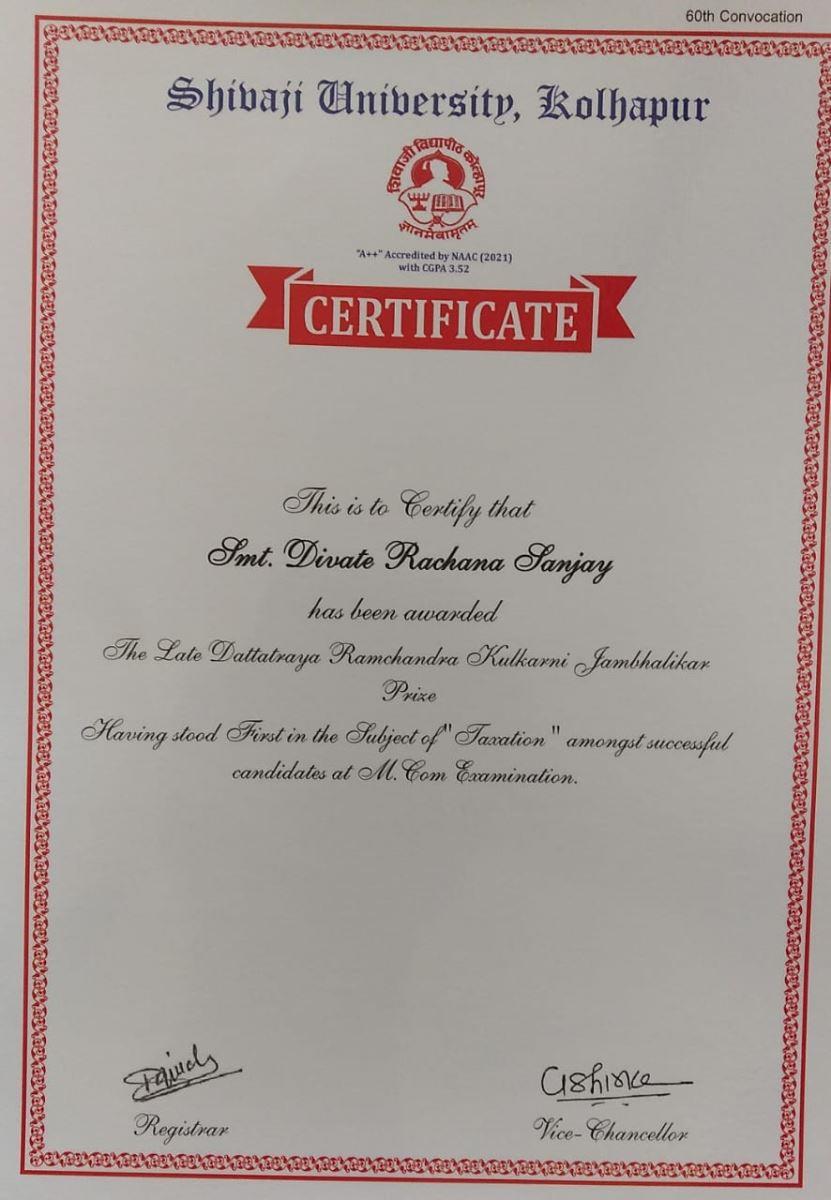 60th Convocation
Shivaji University, Kolhapur
शिवाजी विद्यापीठ कोल्हापूर
ज्ञानमेवामृतम्
"A++" Accredited by NAAC (2021)
with CGPA 3.52
CERTIFICATE
This is to Certify that
Smt. Divate Rachana Sanjay
has been awarded
The Late Dattatraya Ramchandra Kulkarni Jambhalikar
Prize
Having stood First in the Subject of" Taxation " amongst successful
candidates at M.Com Examination.
Registrar
Vice-Chancellor